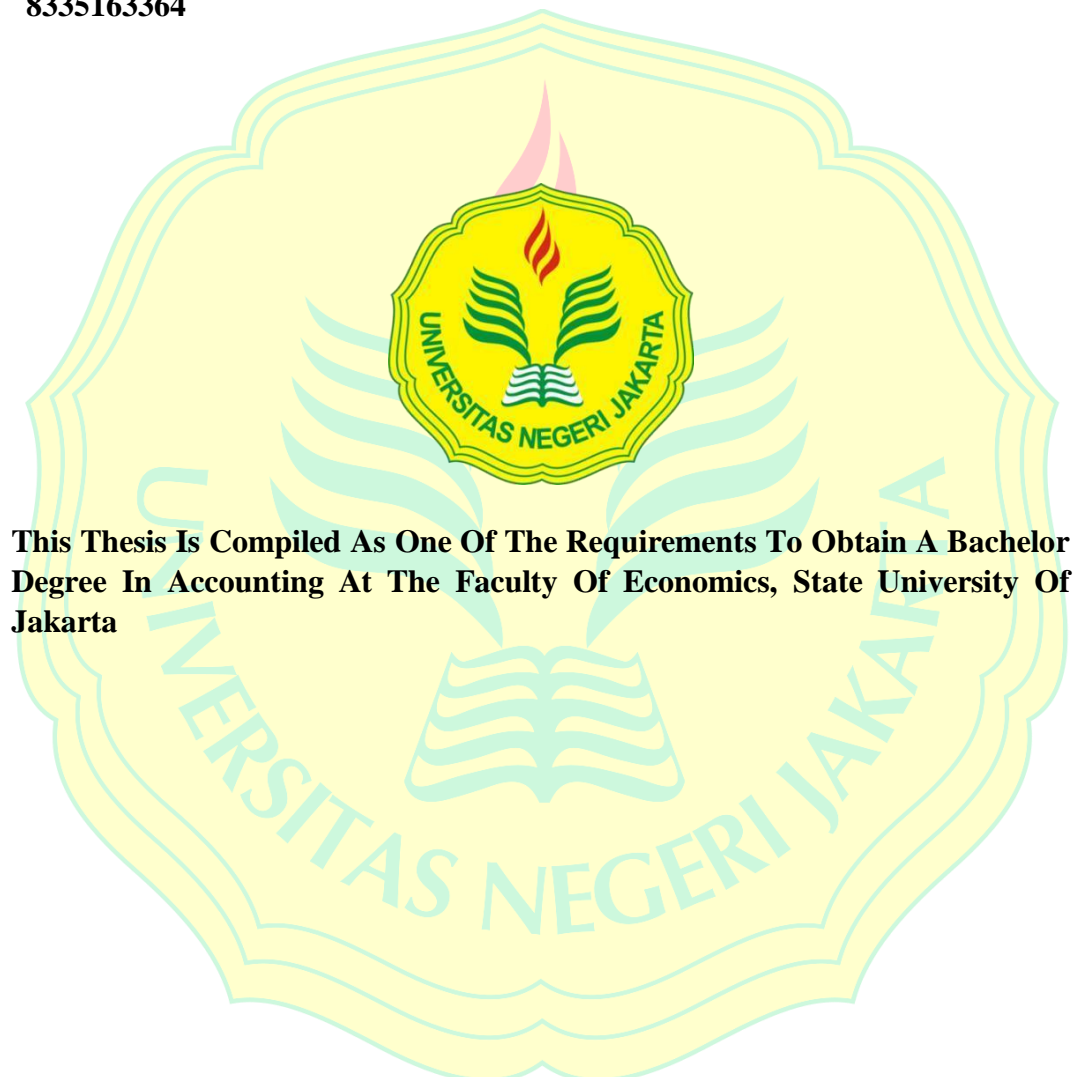 8335163364
UNIVERSITAS NEGERI JAKARTA
This Thesis Is Compiled As One Of The Requirements To Obtain A Bachelor
Degree In Accounting At The Faculty Of Economics, State University Of
Jakarta
UNIVERSITAS NEGERI JAKARTA